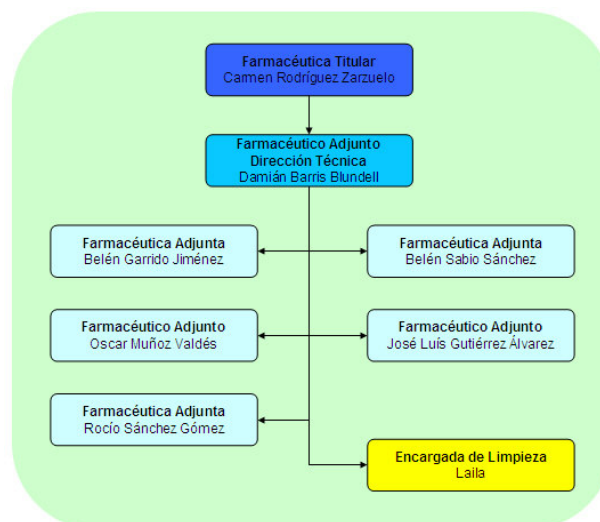 Farmacéutica Titular
Carmen Rodríguez Zarzuelo
Farmacéutico Adjunto
Dirección Técnica
Damián Barris Blundell
Farmacéutica Adjunta
Belén Garrido Jiménez
Farmacéutica Adjunta
Belén Sabio Sánchez
Farmacéutico Adjunto
Oscar Muñoz Valdés
Farmacéutico Adjunto
José Luís Gutiérrez Álvarez
Farmacéutica Adjunta
Rocío Sánchez Gómez
Encargada de Limpieza
Laila